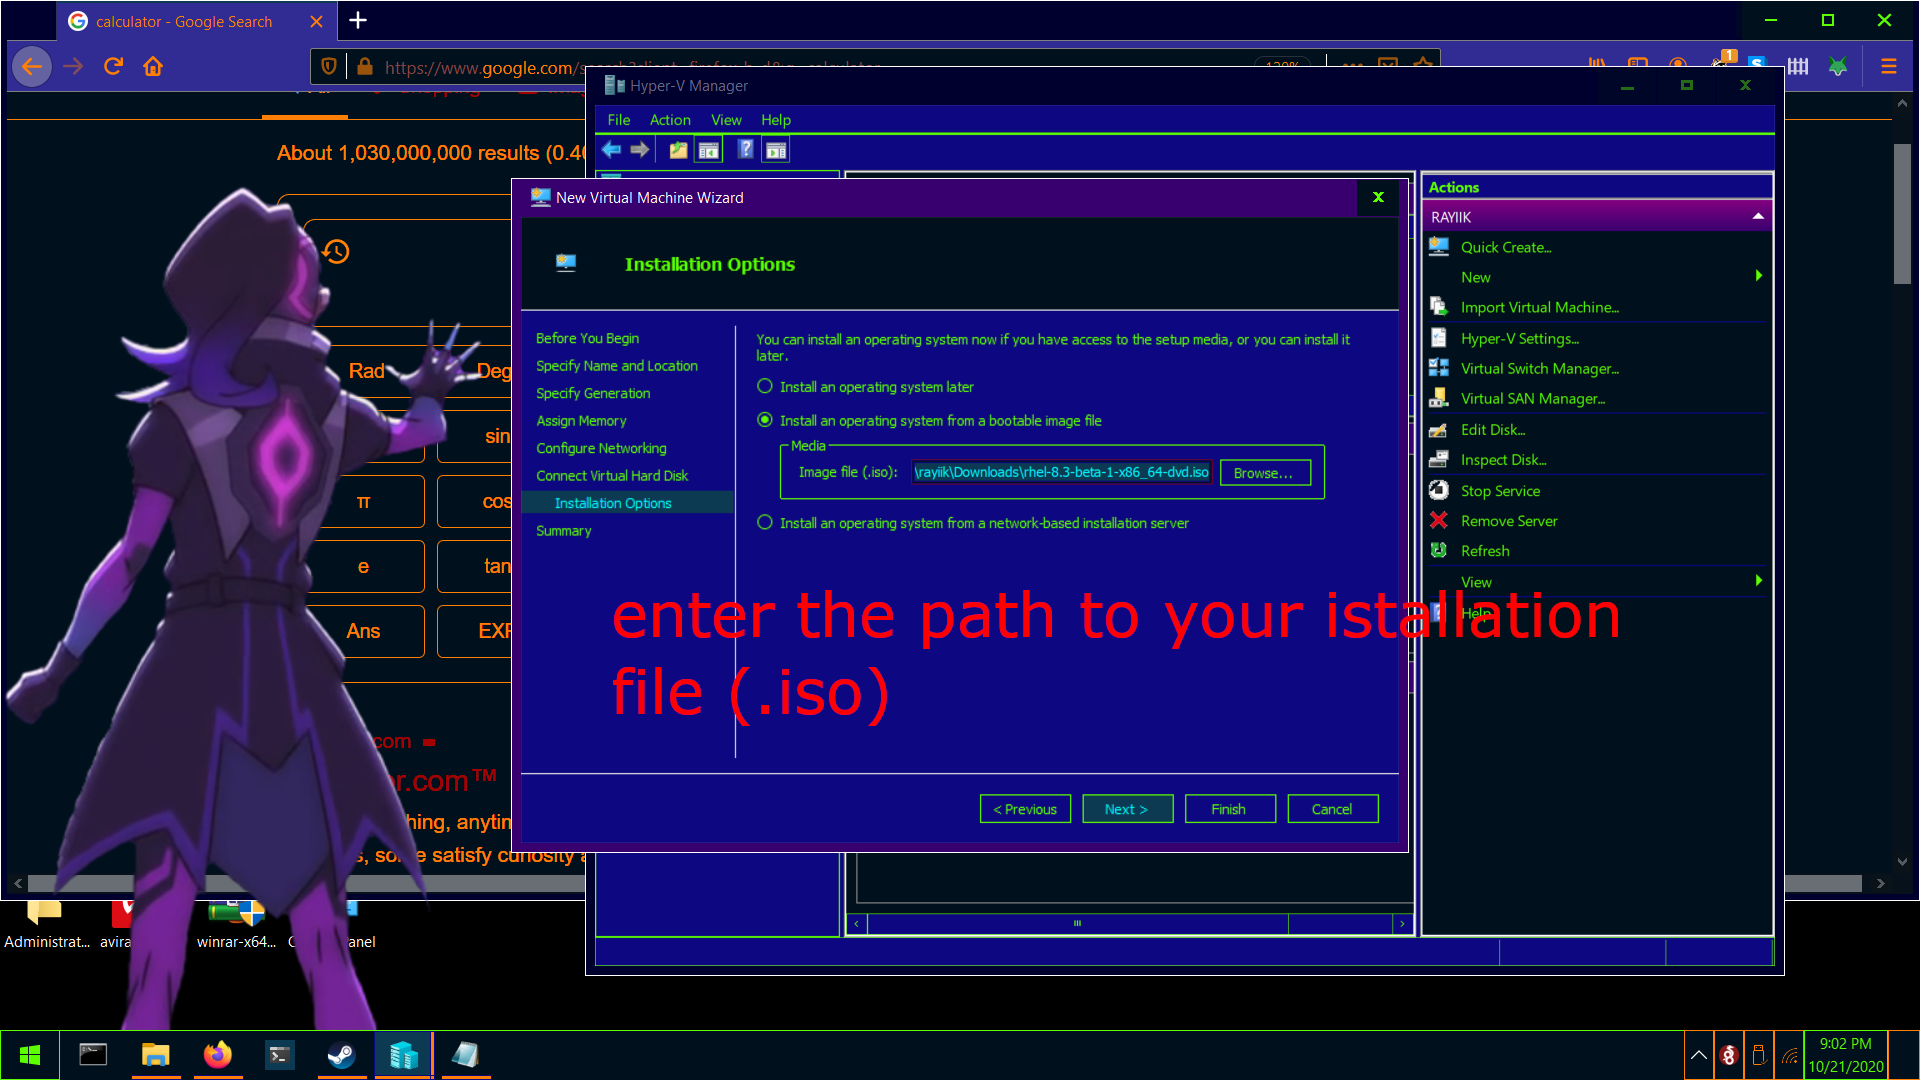 calculator - Google Search
https://www.google.com/search?client=firefox-b-d&q=calculator
120%
1
About 1,030,000,000 results (0.4
Rad
Deg
sin
π
cos
e
tan
Ans
EXP
com
r.com™
hing, anytim
satisfy curiosity a
Administrat...
avira
winrar-x64...
C
anel
Hyper-V Manager
File Action View Help
New Virtual Machine Wizard
Installation Options
Before You Begin
Specify Name and Location
Specify Generation
Assign Memory
Configure Networking
Connect Virtual Hard Disk
Installation Options
Summary
You can install an operating system now if you have access to the setup media, or you can install it
later.
Install an operating system later
Install an operating system from a bootable image file
Media
Image file (.iso): \rayiik\Downloads\rhel-8.3-beta-1-x86_64-dvd.iso Browse...
Install an operating system from a network-based installation server
enter the path to your istallation
file (.iso)
< Previous Next > Finish Cancel
Actions
RAYIIK
Quick Create...
New
Import Virtual Machine...
Hyper-V Settings...
Virtual Switch Manager...
Virtual SAN Manager...
Edit Disk...
Inspect Disk...
Stop Service
Remove Server
Refresh
View
Help
9:02 PM
10/21/2020